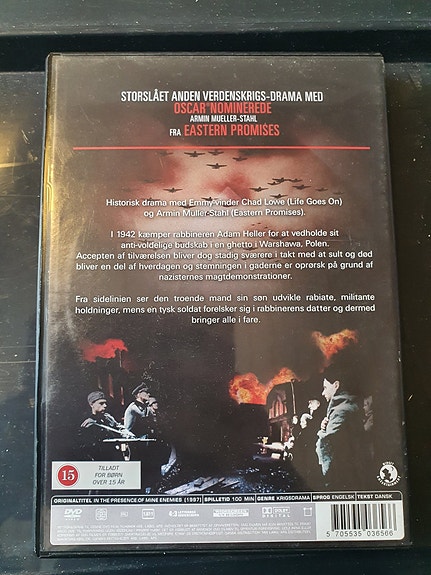 STORSLÅET ANDEN VERDENSKRIGS-DRAMA MED
OSCAR® NOMINEREDE
ARMIN MUELLER-STAHL
FRA EASTERN PROMISES
Historisk drama med Emmy-vinder Chad Lowe (Life Goes On)
og Armin Muller-Stahl (Eastern Promises).
I 1942 kæmper rabbineren Adam Heller for at vedholde sit
anti-voldelige budskab i en ghetto i Warshawa, Polen.
Accepten af tilværelsen bliver dog stadig sværere i takt med at sult og død
bliver en del af hverdagen og stemningen i gaderne er oprørsk på grund af
nazisternes magtdemonstrationer.
Fra sidelinien ser den troende mand sin søn udvikle rabiate, militante
holdninger, mens en tysk soldat forelsker sig i rabbinerens datter og dermed
bringer alle i fare.
15
TILLADT
FOR BØRN
OVER 15 ÅR
ORIGINALTITEL IN THE PRESENCE OF MINE ENEMIES (1997) SPILLETID 100 MIN GENRE KRIGSDRAMA SPROG ENGELSK TEKST DANSK
DVD
4:3
DOLBY
DIGITAL
5 705535 036566